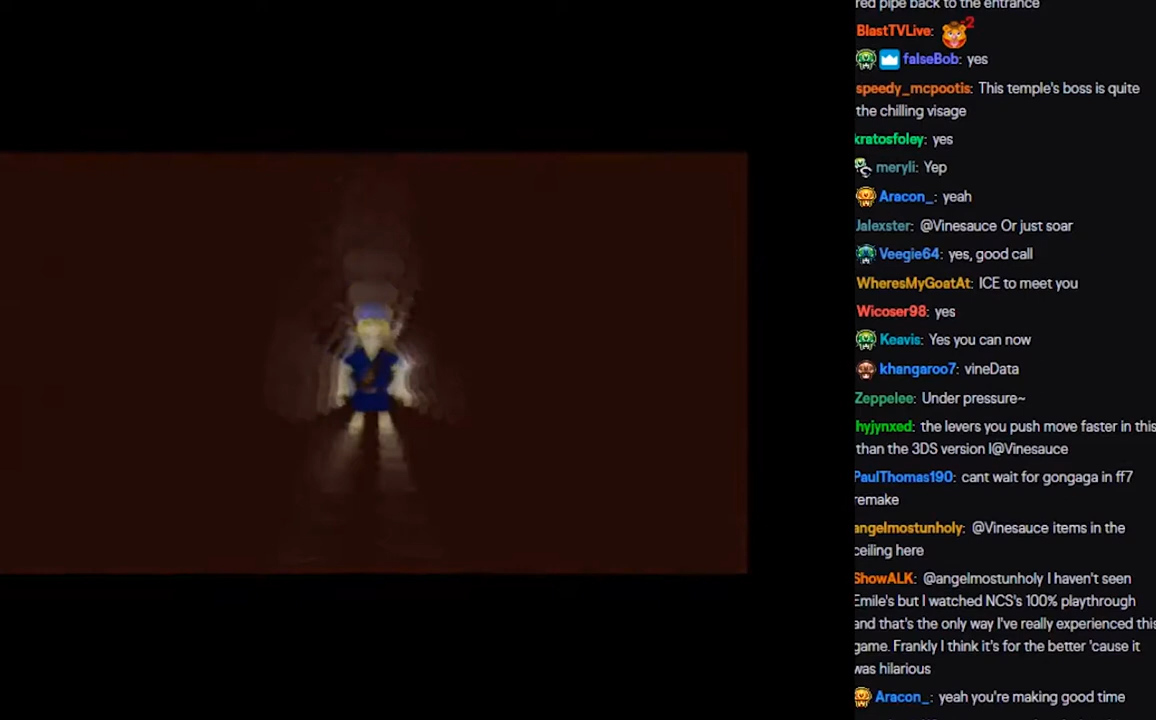 red pipe back to the entrance
BlastTVLive: 2
falseBob: yes
speedy_mcpootis: This temple's boss is quite
the chilling visage
kratosfoley: yes
meryli: Yep
Aracon_: yeah
Jalexster: @Vinesauce Or just soar
Veegie64: yes, good call
WheresMyGoatAt: ICE to meet you
Wicoser98: yes
Keavis: Yes you can now
khangaroo7: vineData
Zeppelee: Under pressure~
hyjynxed: the levers you push move faster in this
than the 3DS version l@Vinesauce
PaulThomas190: cant wait for gongaga in ff7
remake
angelmostunholy: @Vinesauce items in the
ceiling here
ShowALK: @angelmostunholy I haven't seen
Emile's but I watched NCS's 100% playthrough
and that's the only way I've really experienced this
game. Frankly I think it's for the better 'cause it
was hilarious
Aracon_: yeah you're making good time